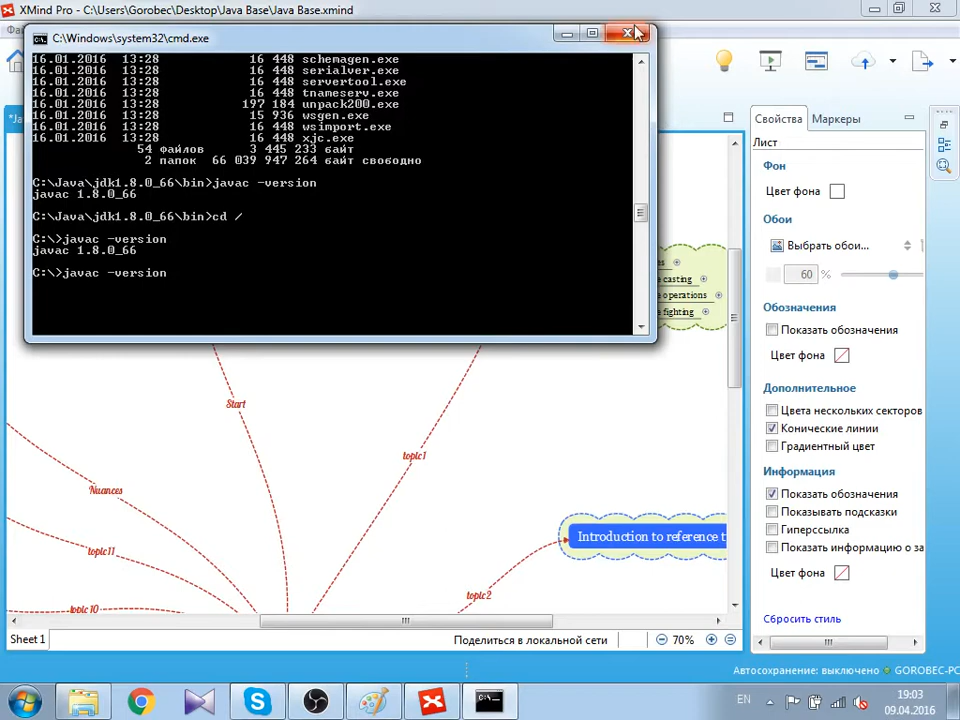 XMind Pro - C:\Users\Gorobec\Desktop\Java Base\Java Base.xmind
C:\Windows\system32\cmd.exe
16.01.2016 13:28 16 448 schemagen.exe
16.01.2016 13:28 16 448 serialver.exe
16.01.2016 13:28 16 448 servertool.exe
16.01.2016 13:28 16 448 tnameserv.exe
16.01.2016 13:28 197 184 unpack200.exe
16.01.2016 13:28 15 936 wsgen.exe
16.01.2016 13:28 16 448 wsimport.exe
16.01.2016 13:28 16 448 xjc.exe
54 файлов 3 445 233 байт
2 папок 66 039 947 264 байт свободно
C:\Java\jdk1.8.0_66\bin>javac -version
javac 1.8.0_66
C:\Java\jdk1.8.0_66\bin>cd /
C:\>javac -version
javac 1.8.0_66
C:\>javac -version
casting
operations
fighting
Start
topic1
Nuances
topic11
topic10
topic2
Introduction to reference t
Sheet 1
Поделиться в локальной сети
70%
Свойства
Маркеры
Лист
Фон
Цвет фона
Обои
Выбрать обои...
60 %
Обозначения
Показать обозначения
Цвет фона
Дополнительное
Цвета нескольких секторов
Конические линии
Градиентный цвет
Информация
Показать обозначения
Показывать подсказки
Гиперссылка
Показать информацию о за
Цвет фона
Сбросить стиль
Автосохранение: выключено
GOROBEC-PC
EN
19:03
09.04.2016